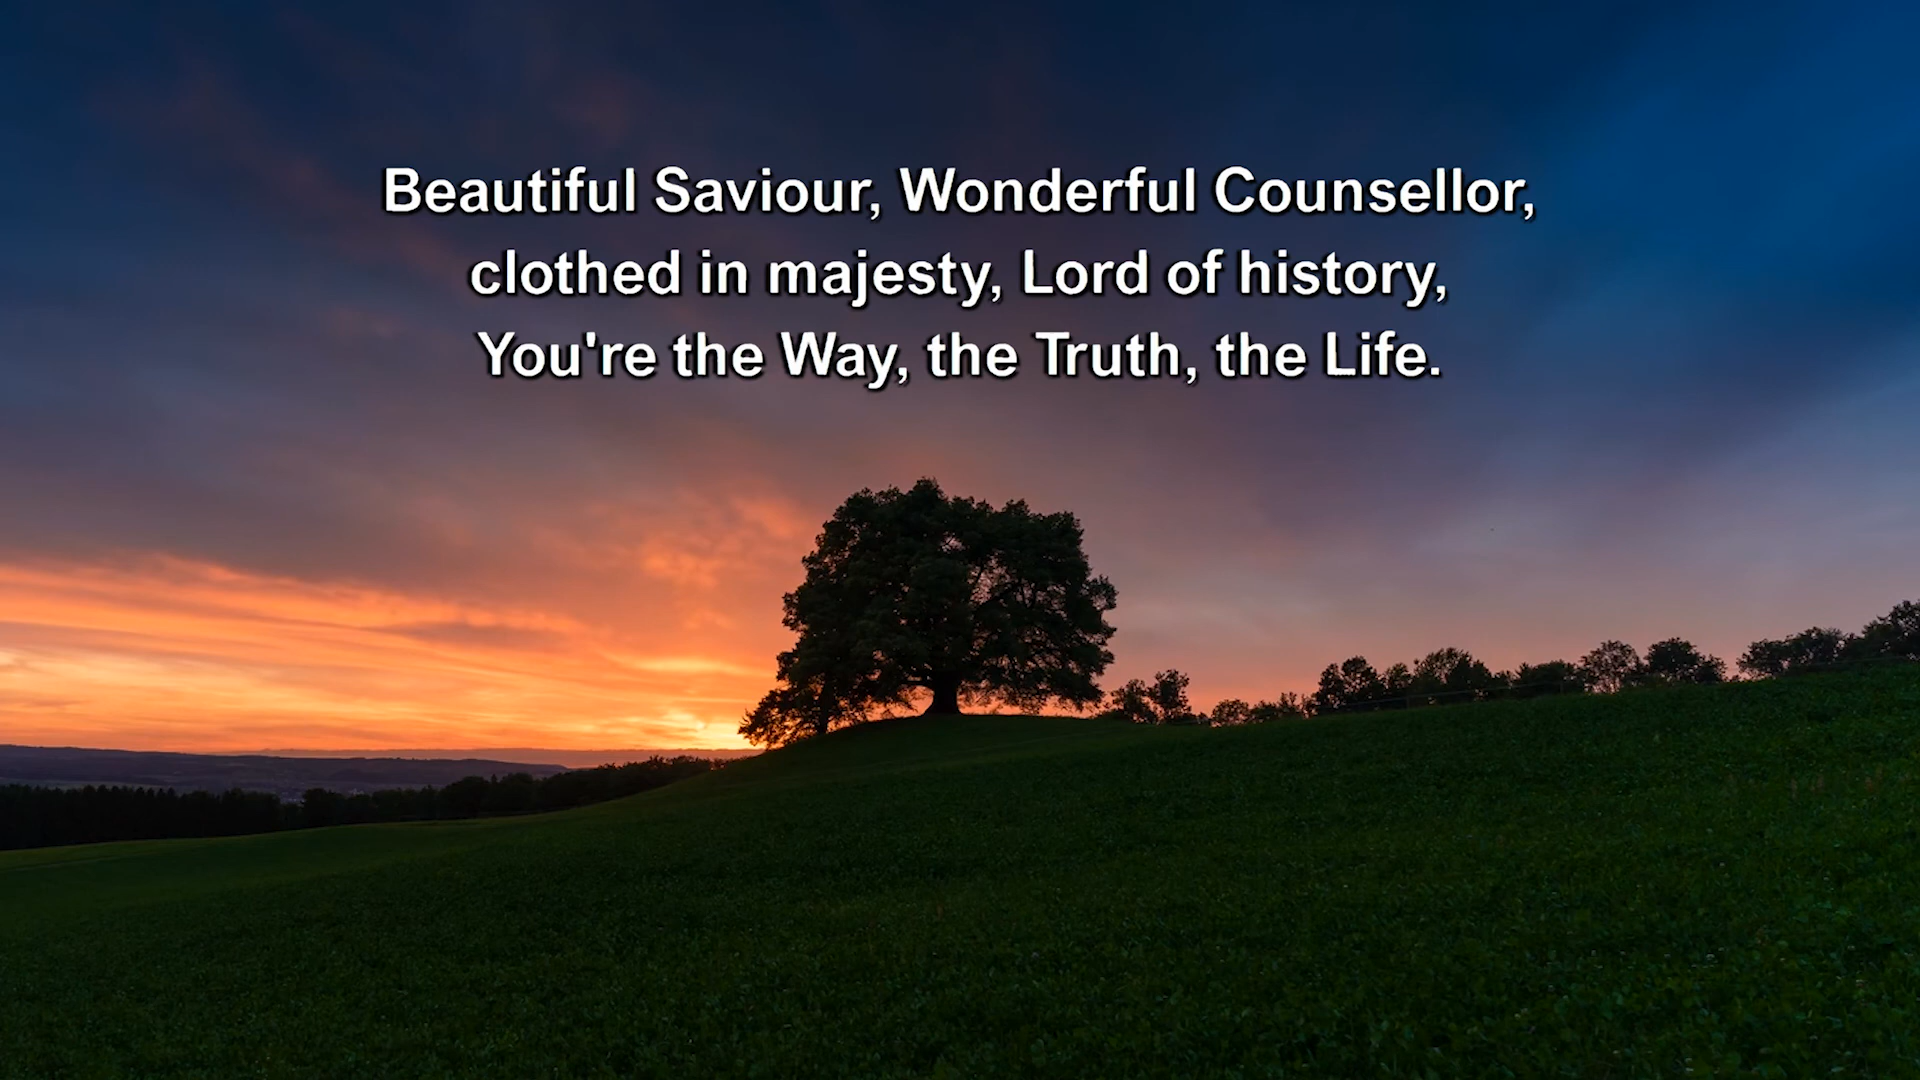 Beautiful Saviour, Wonderful Counsellor,
clothed in majesty, Lord of history,
You're the Way, the Truth, the Life.